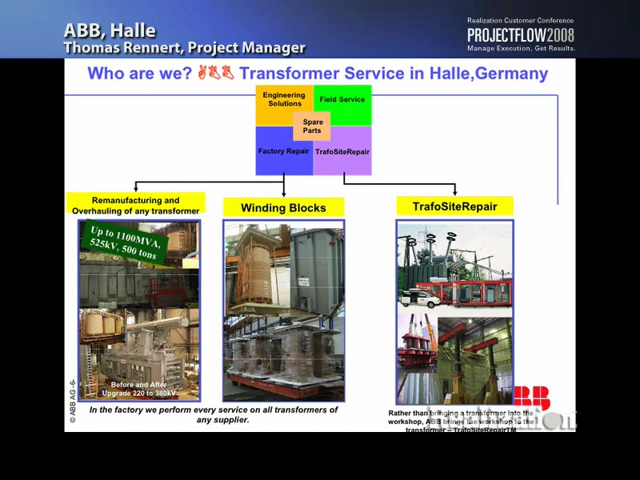 ABB, Halle
Thomas Rennert, Project Manager
Realization Customer Conference
PROJECTFLOW2008
Manage Execution, Get Results.
Who are we? Transformer Service in Halle,Germany
Engineering
Solutions
Field Service
Spare
Parts
Factory Repair
TrafoSiteRepair
Remanufacturing and
Overhauling of any transformer
Winding Blocks
TrafoSiteRepair
Up to 1100MVA,
525kV, 500 tons
Before and After
Upgrade 220 to 380kV
© ABB AG -6-
In the factory we perform every service on all transformers of
any supplier.
ABB
Rather than bringing a transformer into the
workshop, ABB brings the workshop to the
transformer – TrafoSiteRepairTM